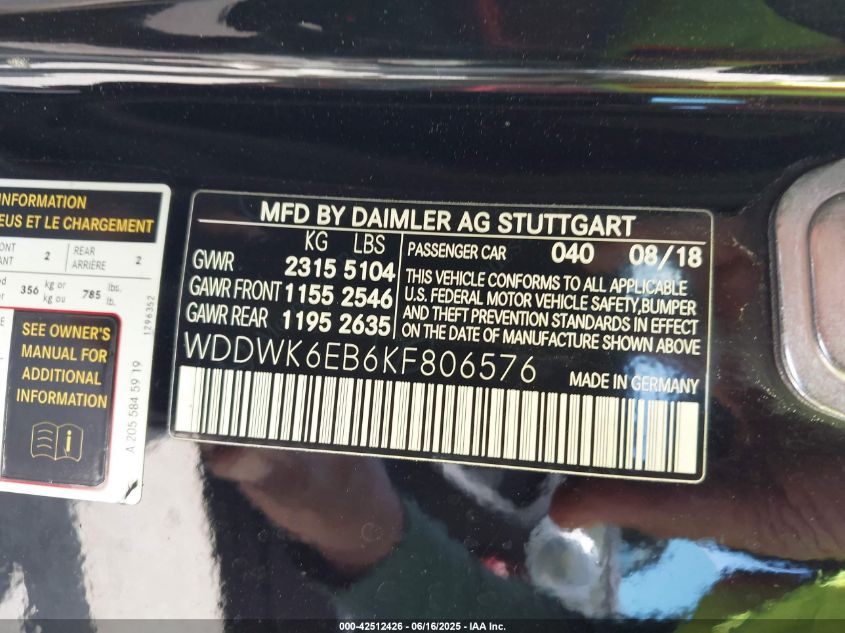 INFORMATION
EUS ET LE CHARGEMENT
2 REAR ARRIÈRE 2
356 kg or kg ou 785 lbs. lb.
SEE OWNER'S
MANUAL FOR
ADDITIONAL
INFORMATION
1296352
A 205 584 59 19
MFD BY DAIMLER AG STUTTGART
KG LBS
GVWR 2315 5104
GAWR FRONT 1155 2546
GAWR REAR 1195 2635
PASSENGER CAR 040 08/18
THIS VEHICLE CONFORMS TO ALL APPLICABLE
U.S. FEDERAL MOTOR VEHICLE SAFETY,BUMPER
AND THEFT PREVENTION STANDARDS IN EFFECT
ON THE DATE OF MANUFACTURE SHOWN ABOVE
WDDWK6EB6KF806576
MADE IN GERMANY
000-42512426 - 06/16/2025 - IAA Inc.